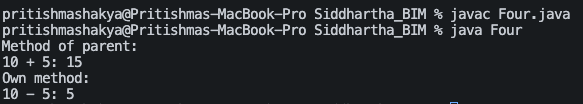 pritishmashakya@Pritishmas-MacBook-Pro Siddhartha_BIM % javac Four.java
pritishmashakya@Pritishmas-MacBook-Pro Siddhartha_BIM % java Four
Method of parent:
10 + 5: 15
Own method:
10 - 5: 5